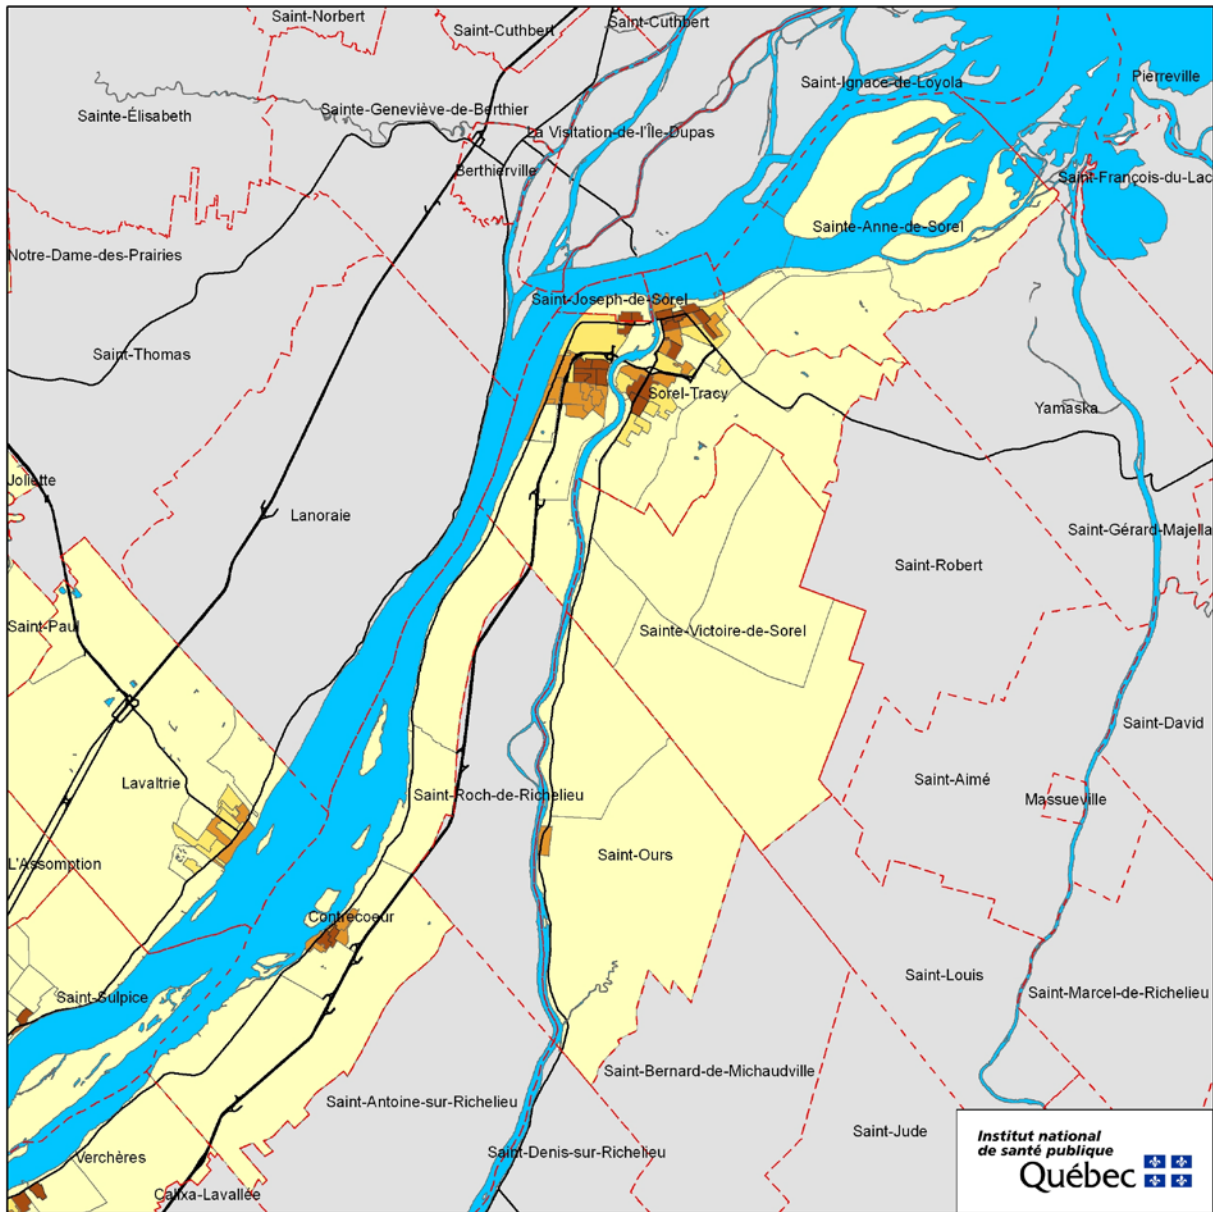 Saint-Norbert
Saint-Cuthbert
Saint-Cuthbert
Saint-Ignace-de-Loyola
Pierreville
Sainte-Élisabeth
Sainte-Geneviève-de-Berthier
La Visitation-de-l'Île-Dupas
Berthierville
Saint-François-du-Lac
Sainte-Anne-de-Sorel
Notre-Dame-des-Prairies
Saint-Joseph-de-Sorel
Saint-Thomas
Sorel-Tracy
Yamaska
Joliette
Lanoraie
Saint-Gérard-Majella
Saint-Robert
Saint-Paul
Sainte-Victoire-de-Sorel
Saint-David
Lavaltrie
Saint-Roch-de-Richelieu
Saint-Aimé
Massueville
L'Assomption
Saint-Ours
Contrecoeur
Saint-Louis
Saint-Sulpice
Saint-Marcel-de-Richelieu
Saint-Bernard-de-Michaudville
Saint-Antoine-sur-Richelieu
Saint-Jude
Verchères
Saint-Denis-sur-Richelieu
Calixa-Lavallée
Institut national
de santé publique
Québec